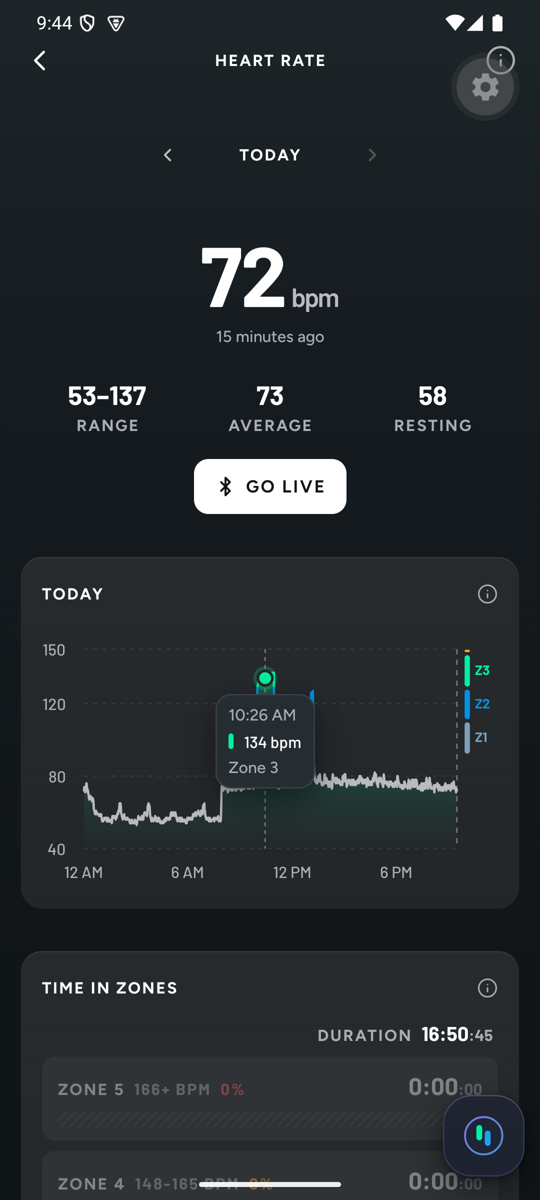 9:44
HEART RATE
TODAY
72 bpm
15 minutes ago
53–137 73 58
RANGE AVERAGE RESTING
GO LIVE
TODAY
150
Z3
120
Z2
10:26 AM
134 bpm
Zone 3
Z1
80
40
12 AM 6 AM 12 PM 6 PM
TIME IN ZONES
DURATION 16:50:45
ZONE 5 166+ BPM 0% 0:00:00
ZONE 4 148-165 BPM 0% 0:00:00